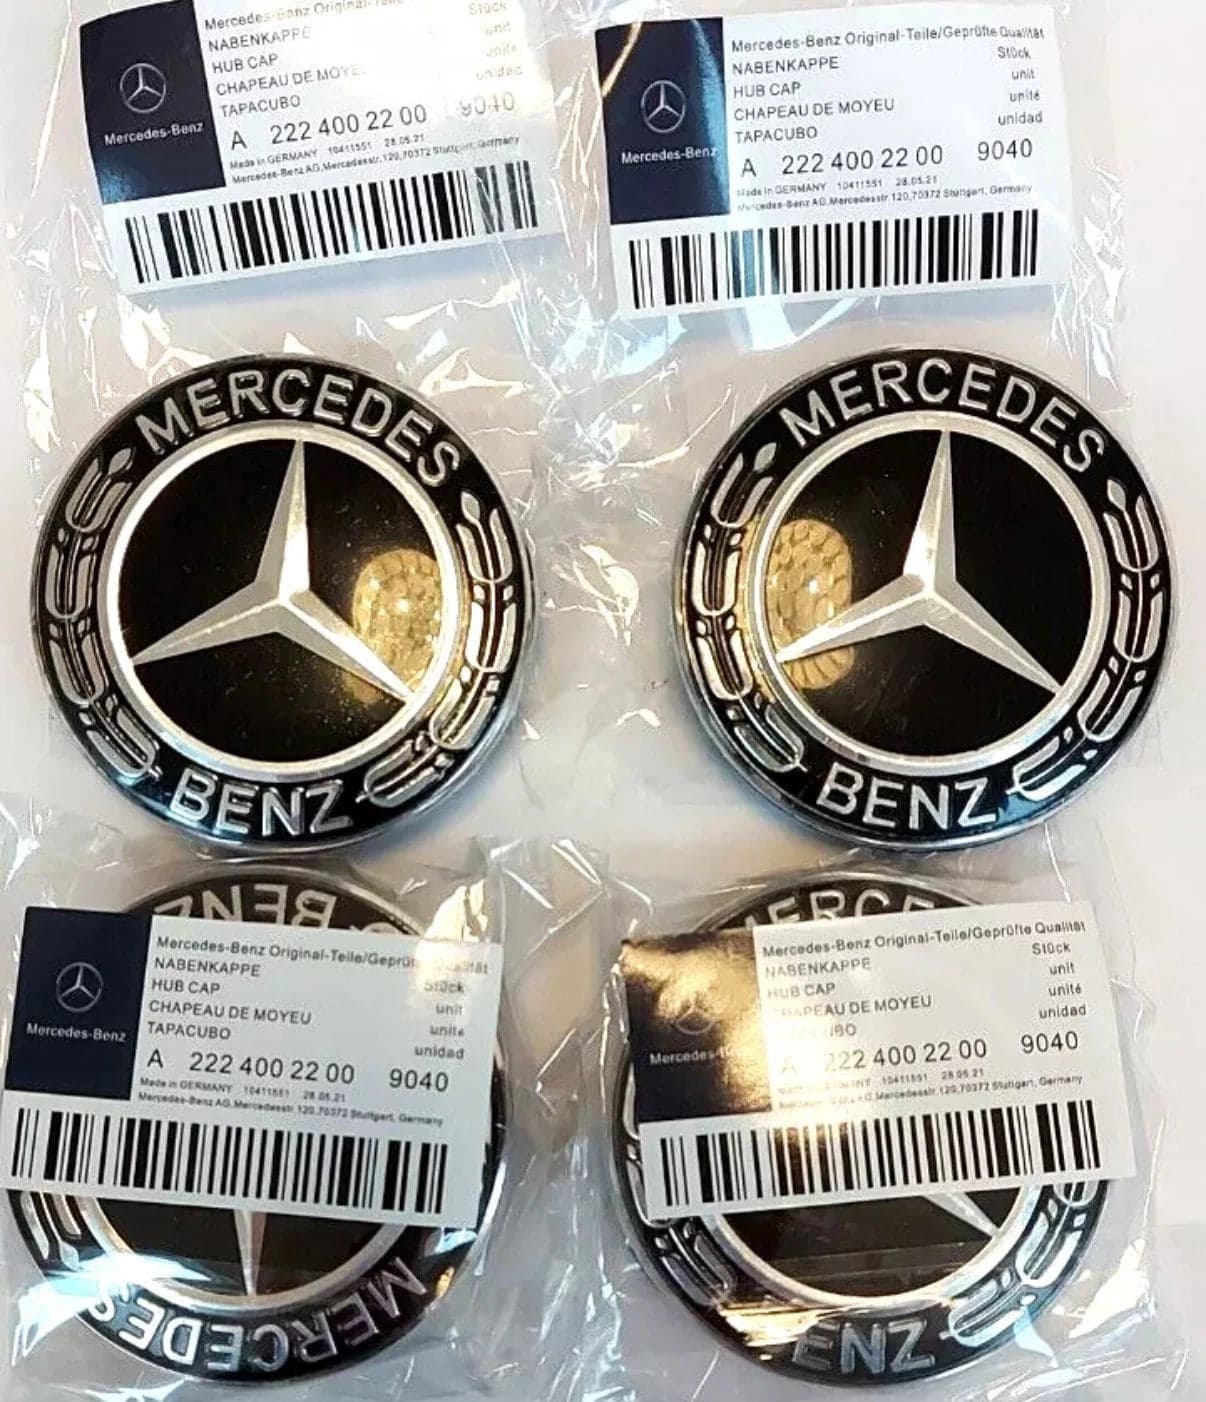 Mercedes-Benz Original-Teile
NABENKAPPE
HUB CAP
CHAPEAU DE MOYEU
TAPACUBO
Stück
unit
unité
unidad
A 222 400 22 00 9040
Made in GERMANY 10411551 28.05.21
Mercedes-Benz AG, Mercedesstr.120,70372 Stuttgart, Germany
Mercedes-Benz
Mercedes-Benz Original-Teile/Geprüfte Qualität
NABENKAPPE
HUB CAP
CHAPEAU DE MOYEU
TAPACUBO
Stück
unit
unité
unidad
A 222 400 22 00 9040
Made in GERMANY 10411551 28.05.21
Mercedes-Benz AG, Mercedesstr.120,70372 Stuttgart, Germany
Mercedes-Benz
MERCEDES
BENZ
MERCEDES
BENZ
BENZ
Mercedes-Benz Original-Teile/Geprüfte Qualität
NABENKAPPE
HUB CAP
CHAPEAU DE MOYEU
TAPACUBO
Stück
unit
unité
unidad
A 222 400 22 00 9040
Made in GERMANY 10411551 28.05.21
Mercedes-Benz AG, Mercedesstr.120,70372 Stuttgart, Germany
Mercedes-Benz
MERCEDES
MERCE
Mercedes-Benz Original-Teile/Geprüfte Qualität
NABENKAPPE
HUB CAP
CHAPEAU DE MOYEU
Stück
unit
unité
unidad
A 222 400 22 00 9040
10411551 28.05.21
Mercedesstr.120,70372 Stuttgart, Germany
Mercedes-
ENZ